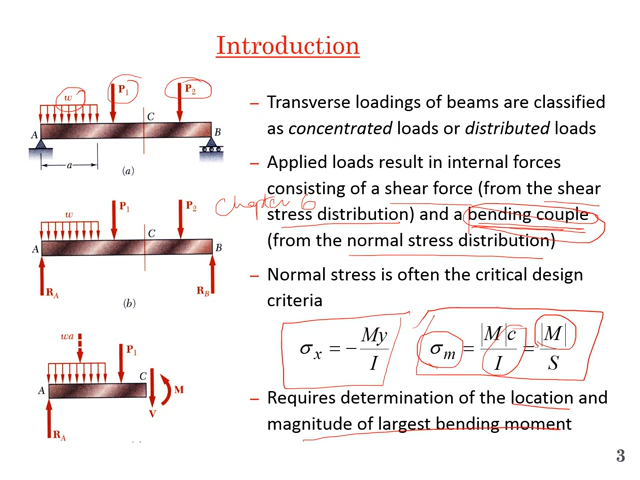 Introduction
w
P1
P2
C
A
B
a
(a)
– Transverse loadings of beams are classified
as concentrated loads or distributed loads
– Applied loads result in internal forces
consisting of a shear force (from the shear
stress distribution) and a bending couple
(from the normal stress distribution)
Chapter 6
w
P1
P2
C
A
B
RA
RB
(b)
– Normal stress is often the critical design
criteria
σx = − My/I
σm = |M|c/I = |M|/S
wa
P1
C
A
M
V
RA
– Requires determination of the location and
magnitude of largest bending moment
3